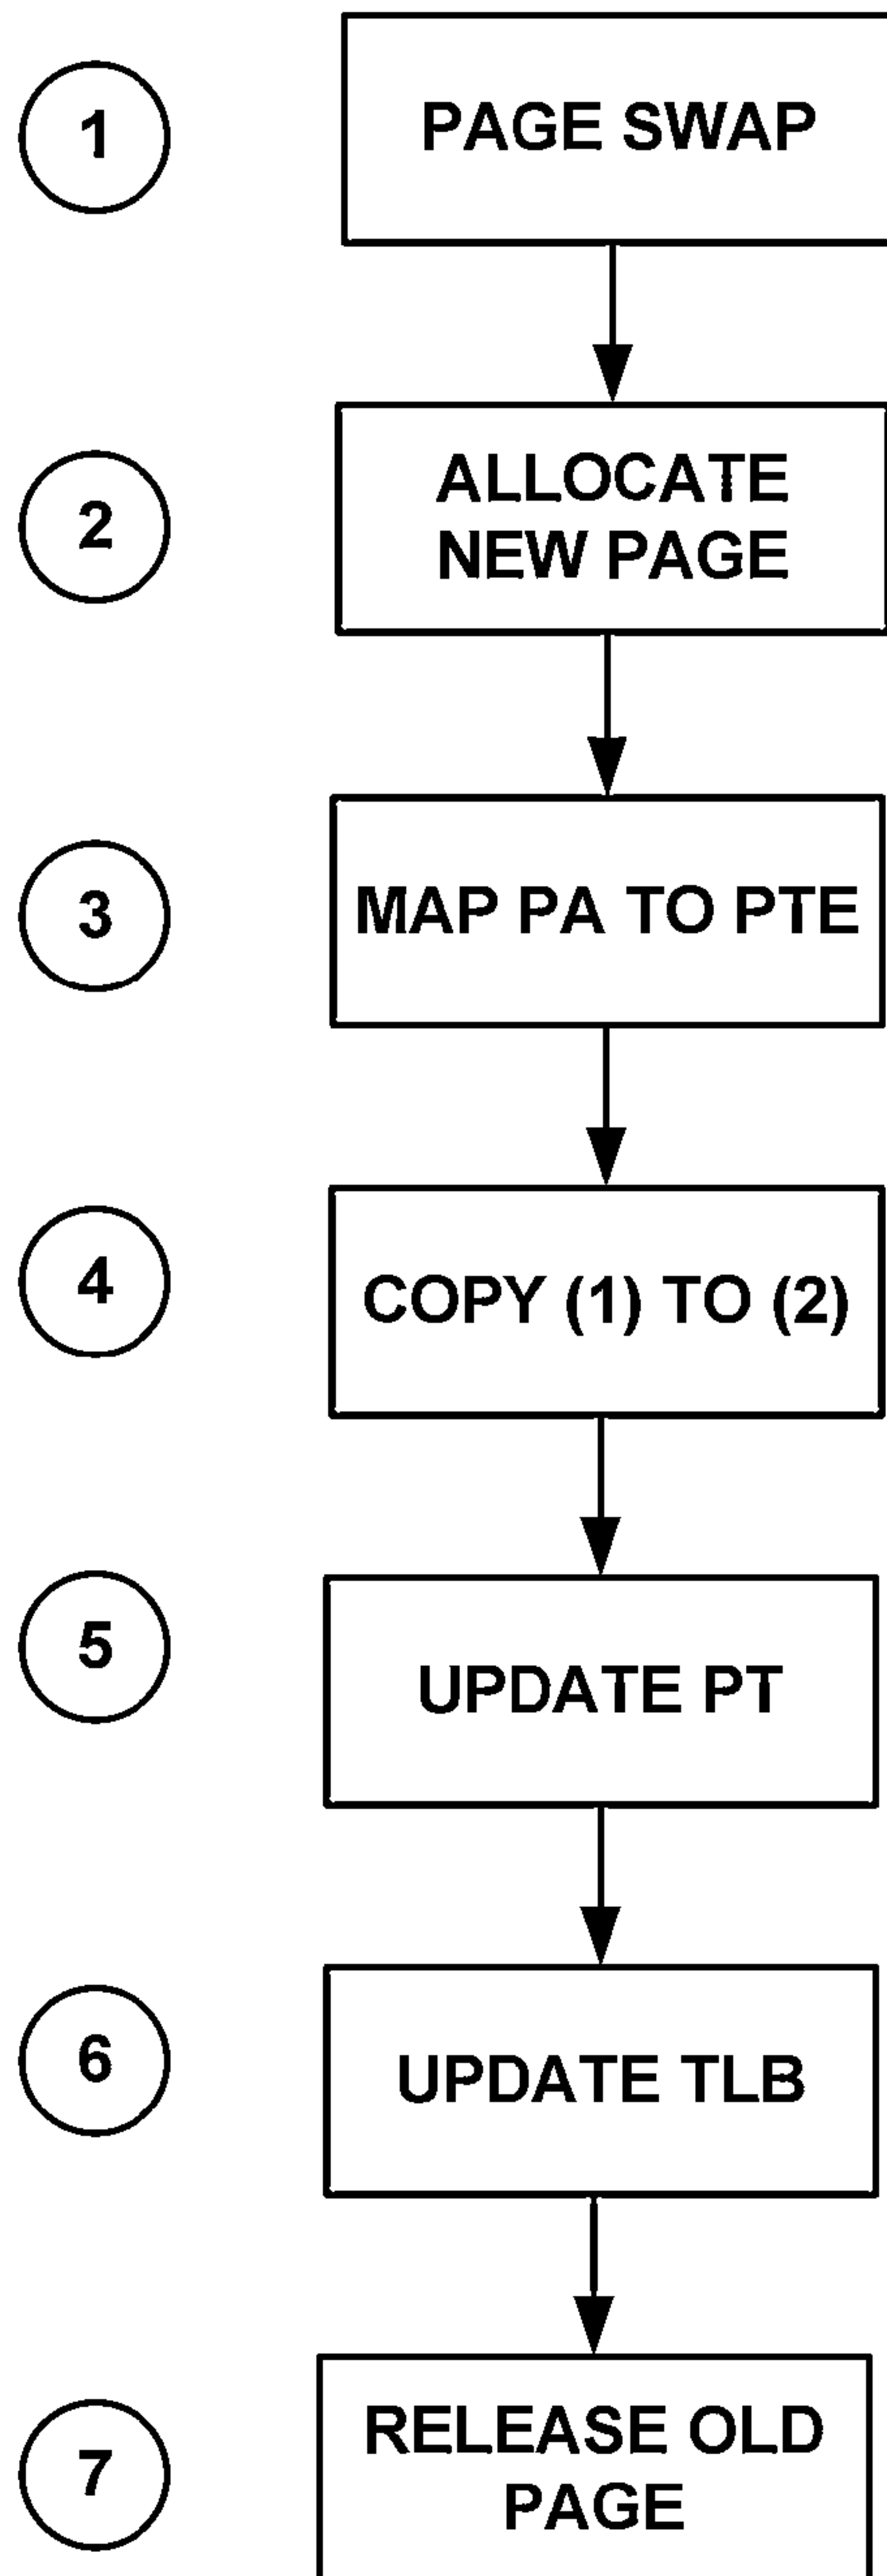 1
PAGE SWAP
2
ALLOCATE
NEW PAGE
3
MAP PA TO PTE
4
COPY (1) TO (2)
5
UPDATE PT
6
UPDATE TLB
7
RELEASE OLD
PAGE